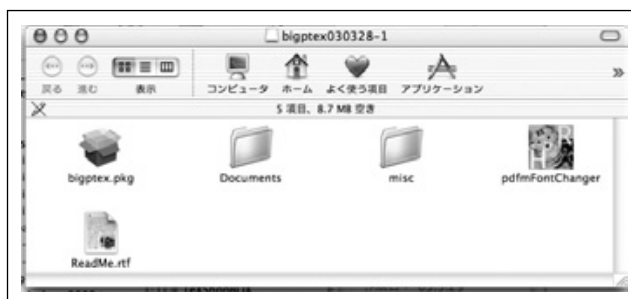 bigptex030328-1
戻る 進む 表示 コンピュータ ホーム よく使う項目 アプリケーション
5 項目、8.7 MB 空き
bigptex.pkg Documents misc pdfmFontChanger
ReadMe.rtf